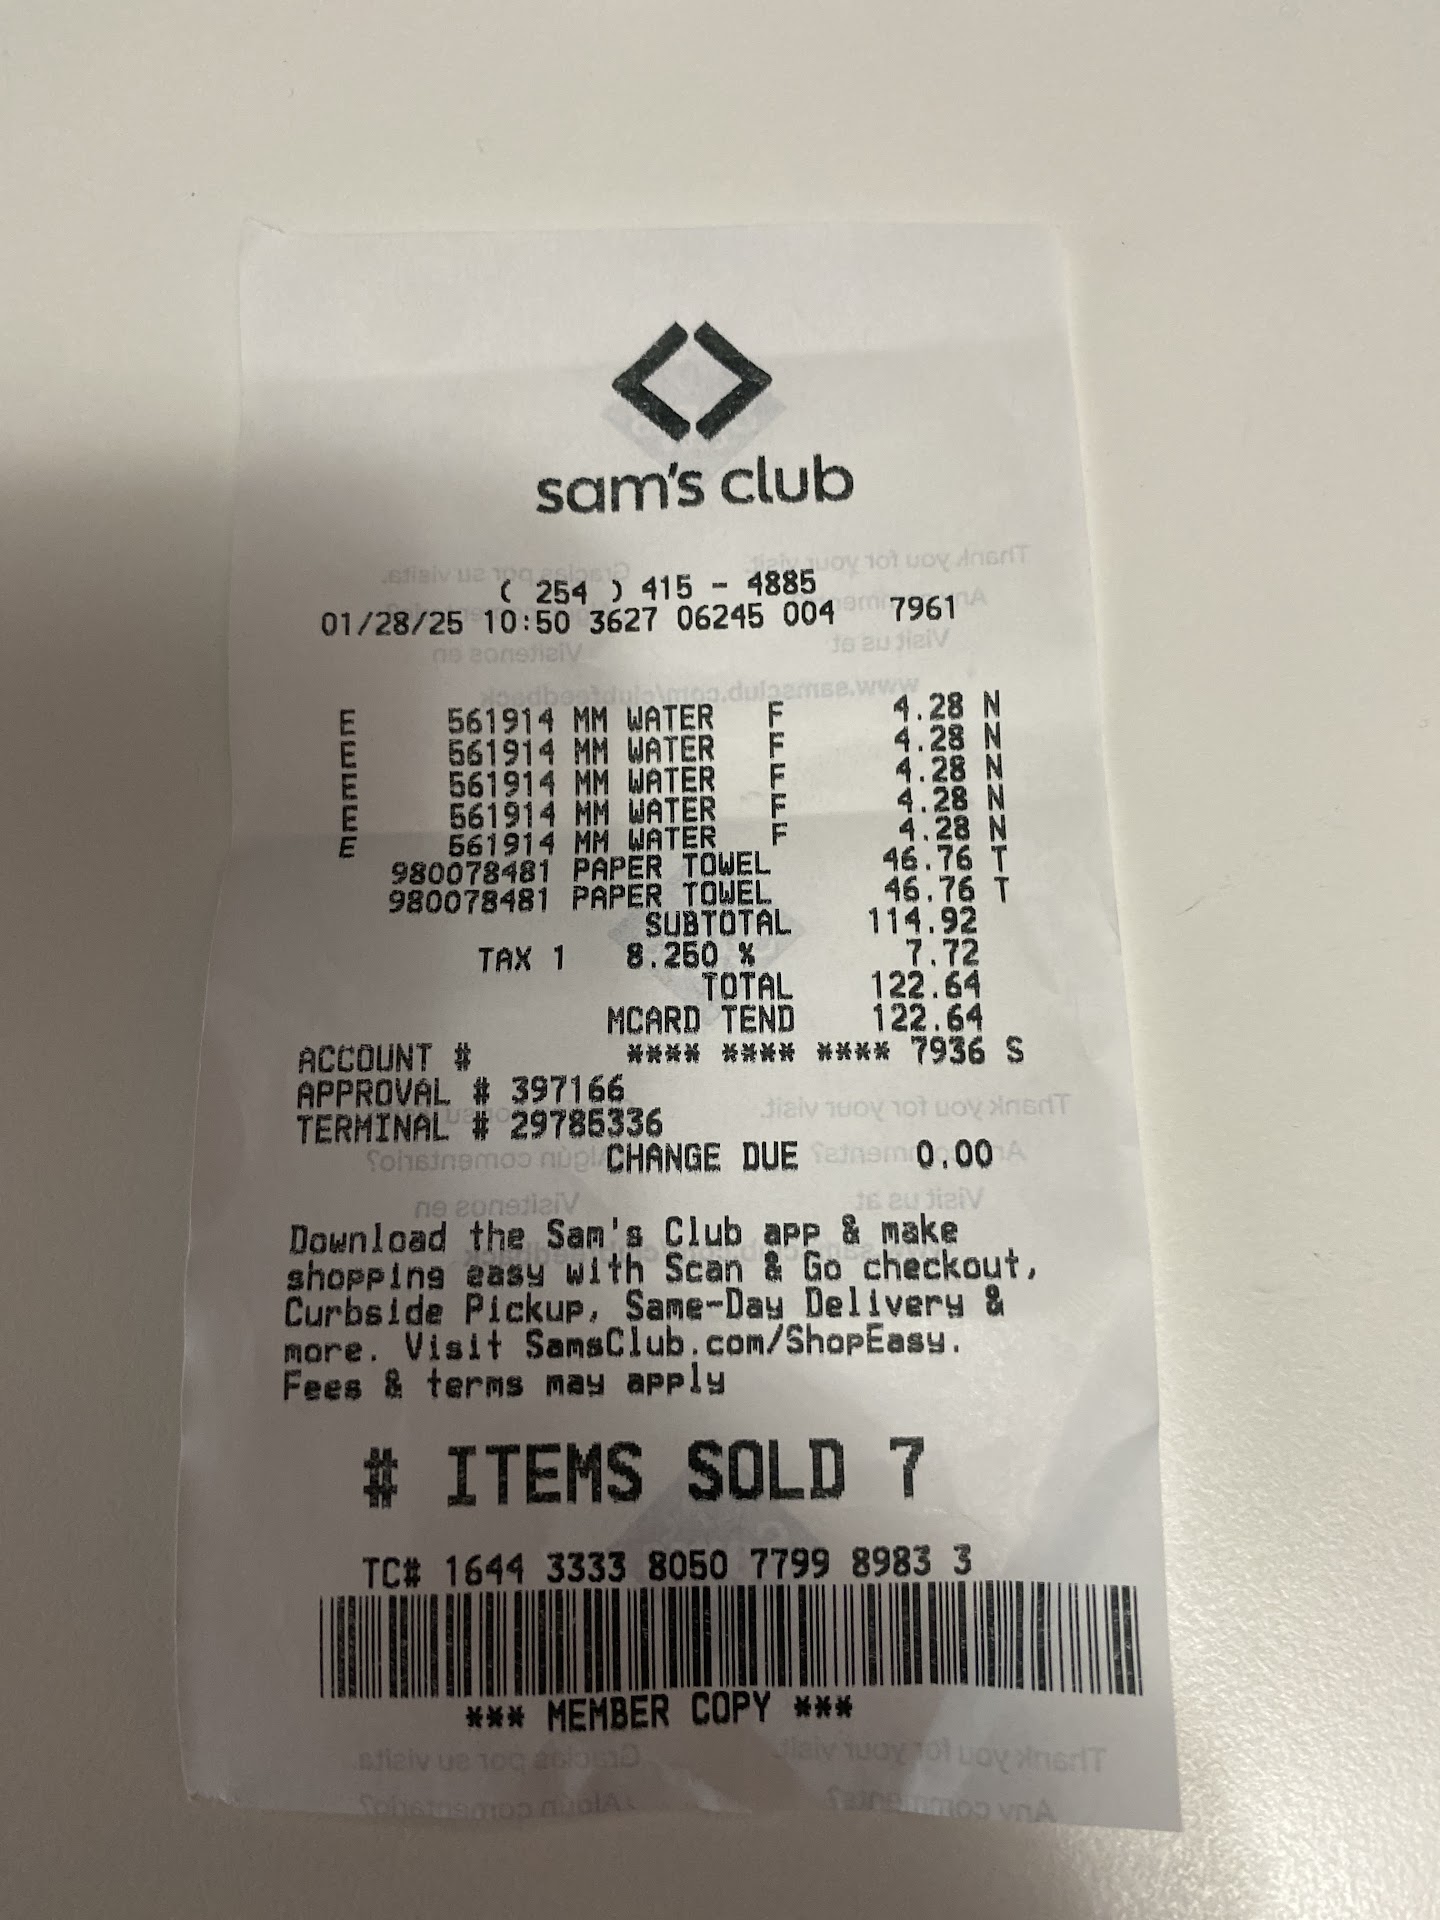 sam's club
( 254 ) 415 - 4885
01/28/25 10:50 3627 06245 004 7961
E 561914 MM WATER F 4.28 N
E 561914 MM WATER F 4.28 N
E 561914 MM WATER F 4.28 N
E 561914 MM WATER F 4.28 N
E 561914 MM WATER F 4.28 N
980078481 PAPER TOWEL 46.76 T
980078481 PAPER TOWEL 46.76 T
SUBTOTAL 114.92
TAX 1 8.250 % 7.72
TOTAL 122.64
MCARD TEND 122.64
ACCOUNT # **** **** **** 7936 S
APPROVAL # 397166
TERMINAL # 29785336
CHANGE DUE 0.00
Download the Sam's Club app & make
shopping easy with Scan & Go checkout,
Curbside Pickup, Same-Day Delivery &
more. Visit SamsClub.com/ShopEasy.
Fees & terms may apply
# ITEMS SOLD 7
TC# 1644 3333 8050 7799 8983 3
*** MEMBER COPY ***